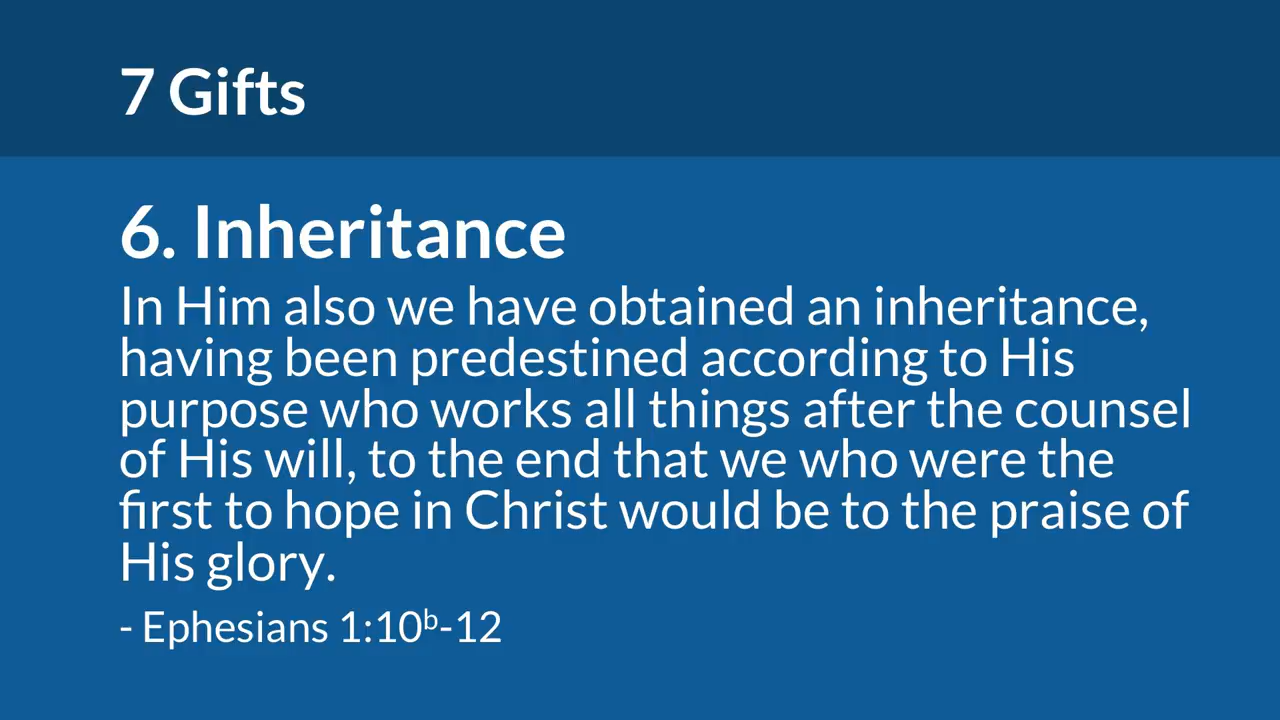 7 Gifts
6. Inheritance
In Him also we have obtained an inheritance,
having been predestined according to His
purpose who works all things after the counsel
of His will, to the end that we who were the
first to hope in Christ would be to the praise of
His glory.
- Ephesians 1:10ᵇ-12